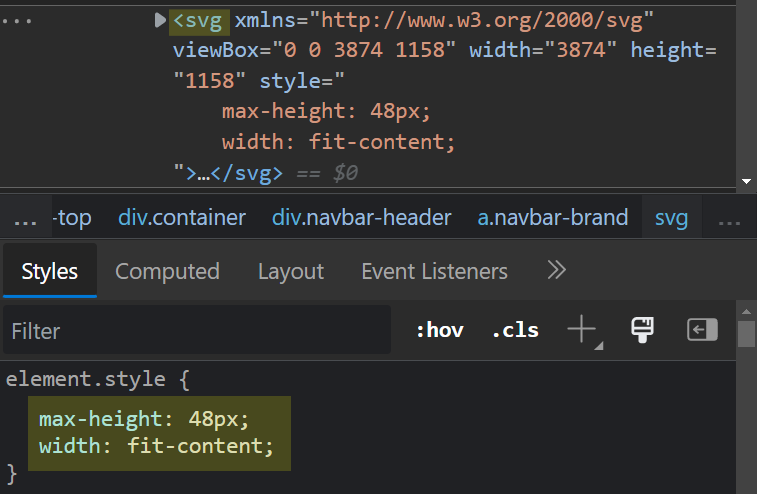 ... <svg xmlns="http://www.w3.org/2000/svg"
viewBox="0 0 3874 1158" width="3874" height=
"1158" style="
max-height: 48px;
width: fit-content;
">…</svg> == $0
... -top div.container div.navbar-header a.navbar-brand svg ...
Styles Computed Layout Event Listeners
Filter :hov .cls
element.style {
max-height: 48px;
width: fit-content;
}